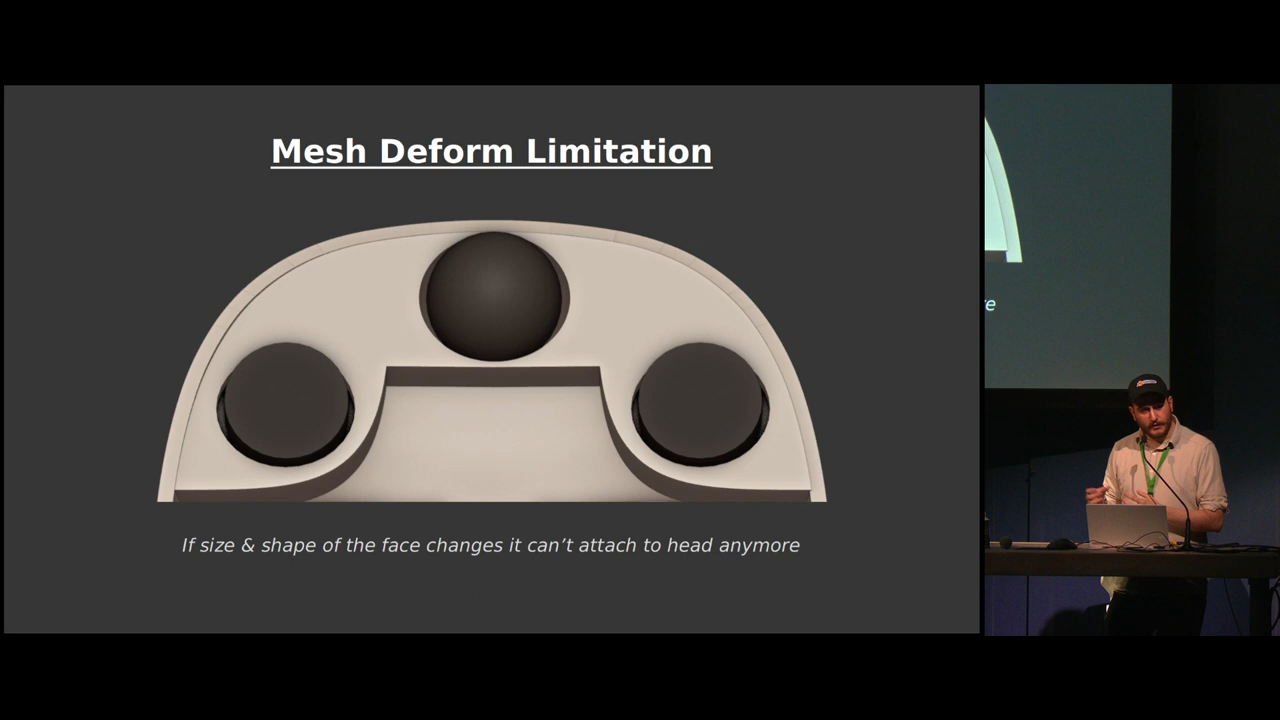 Mesh Deform Limitation
If size & shape of the face changes it can’t attach to head anymore
e